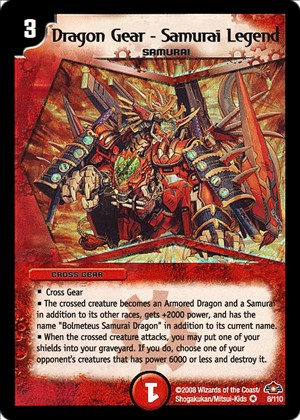 3
Dragon Gear - Samurai Legend
SAMURAI
CROSS GEAR
▪ Cross Gear
▪ The crossed creature becomes an Armored Dragon and a Samurai
in addition to its other races, gets +2000 power, and has the
name "Bolmeteus Samurai Dragon" in addition to its current name.
▪ When the crossed creature attacks, you may put one of your
shields into your graveyard. If you do, choose one of your
opponent's creatures that has power 6000 or less and destroy it.
1
©2008 Wizards of the Coast/
Shogakukan/Mitsui-Kids ✪ 8/110